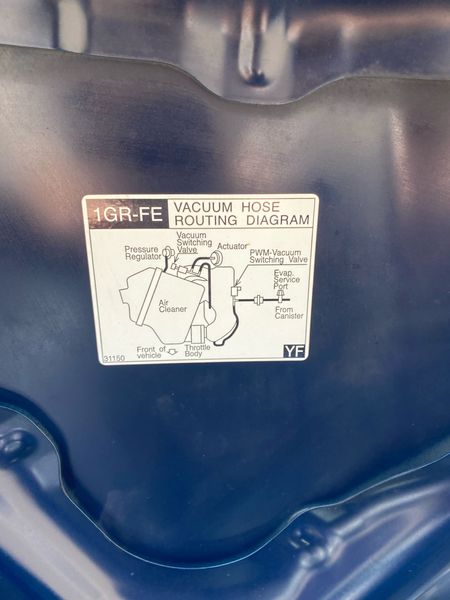 1GR-FE
VACUUM HOSE
ROUTING DIAGRAM
Vacuum
Switching
Valve
Pressure
Regulator
Actuator
PWM-Vacuum
Switching Valve
Evap.
Service
Port
Air
Cleaner
From
Canister
Front of
vehicle
Throttle
Body
31150
YF